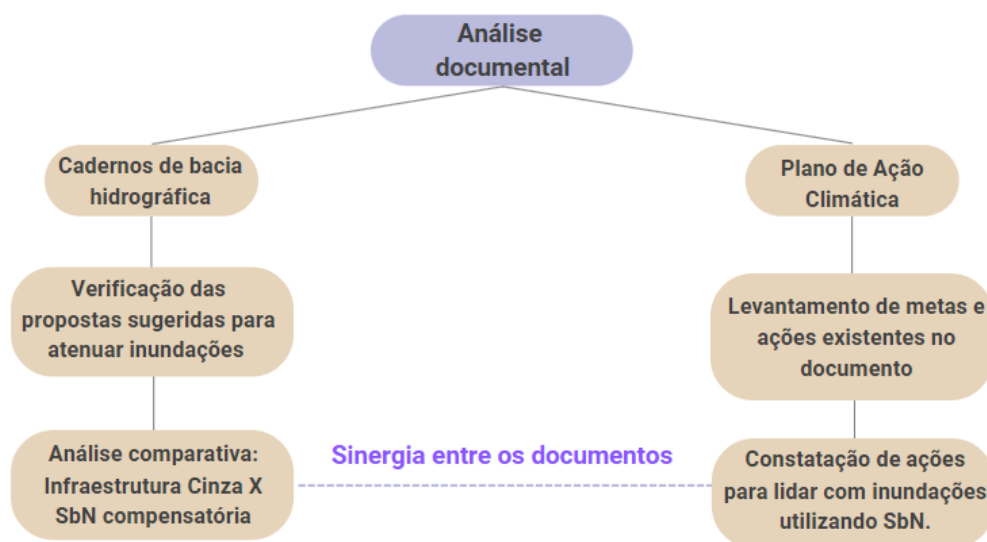 Análise
documental
Cadernos de bacia
hidrográfica
Plano de Ação
Climática
Verificação das
propostas sugeridas para
atenuar inundações
Levantamento de metas e
ações existentes no
documento
Análise comparativa:
Infraestrutura Cinza X
SbN compensatória
Sinergia entre os documentos
Constatação de ações
para lidar com inundações
utilizando SbN.